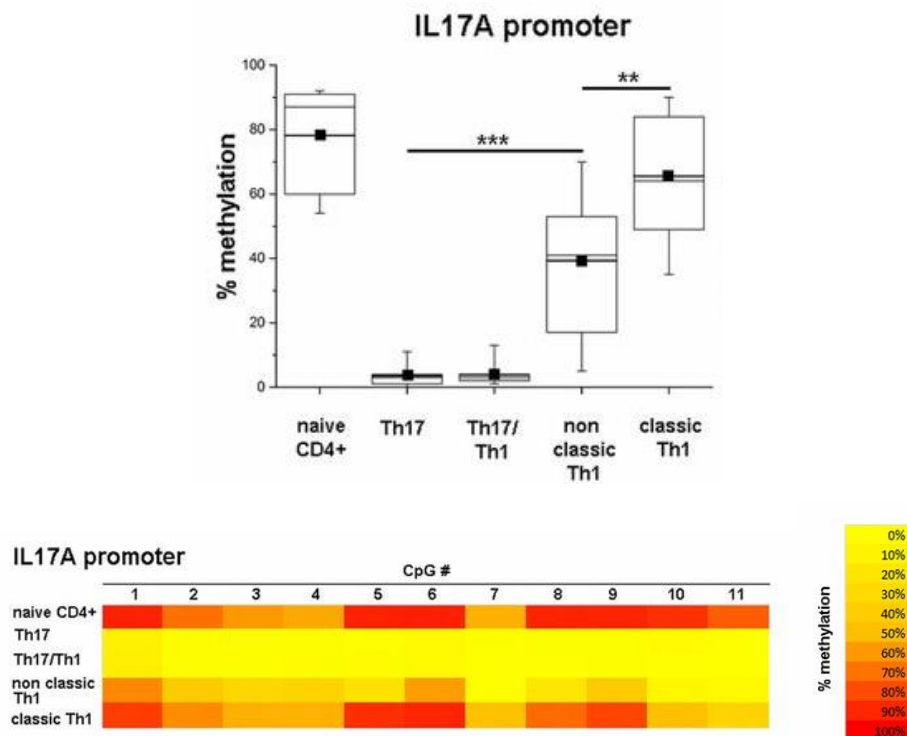 IL17A promoter
100
80
60
40
20
0
% methylation
***
**
naive CD4+
Th17
Th17/ Th1
non classic Th1
classic Th1
IL17A promoter
CpG #
1 2 3 4 5 6 7 8 9 10 11
naive CD4+
Th17
Th17/Th1
non classic Th1
classic Th1
% methylation
0%
10%
20%
30%
40%
50%
60%
70%
80%
90%
100%